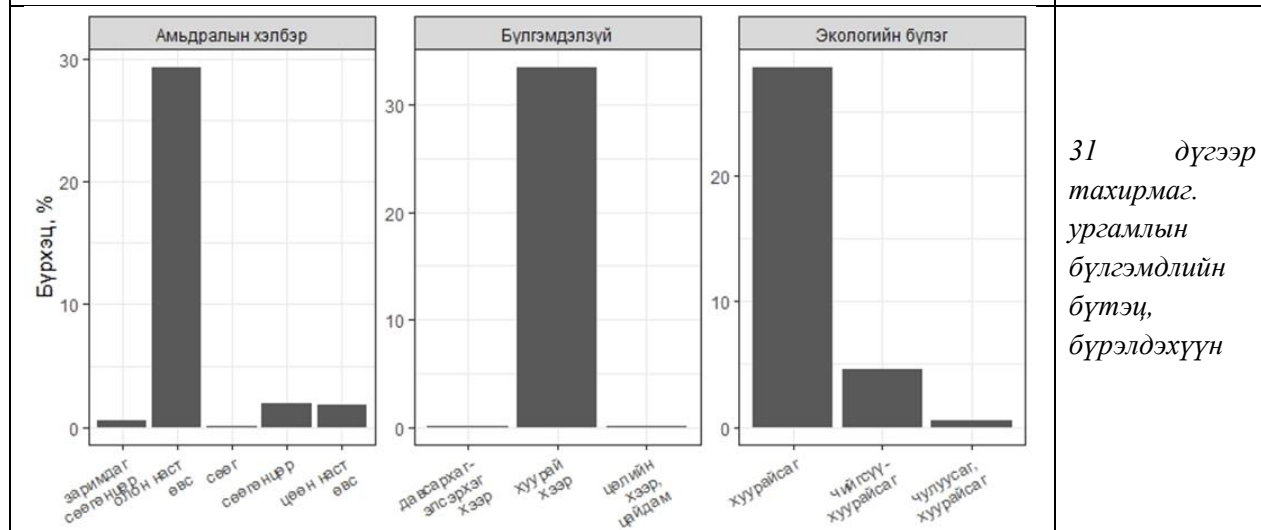 Амьдралын хэлбэр
Бүлгэмдэлзүй
Экологийн бүлэг
Бүрхэц, %
30
20
10
0
30
20
10
0
20
10
0
заримдаг
сөөгөнцөр
олон наст
өвс
сөөг
сөөгөнцөр
цөөн наст
өвс
давсархаг-
элсэрхэг
хээр
хуурай
хээр
цөлийн
хээр,
цайдам
хуурайсаг
чийгсүү-
хуурайсаг
чулуусаг,
хуурайсаг
31 дүгээр
тахирмаг.
ургамлын
бүлгэмдлийн
бүтэц,
бүрэлдэхүүн